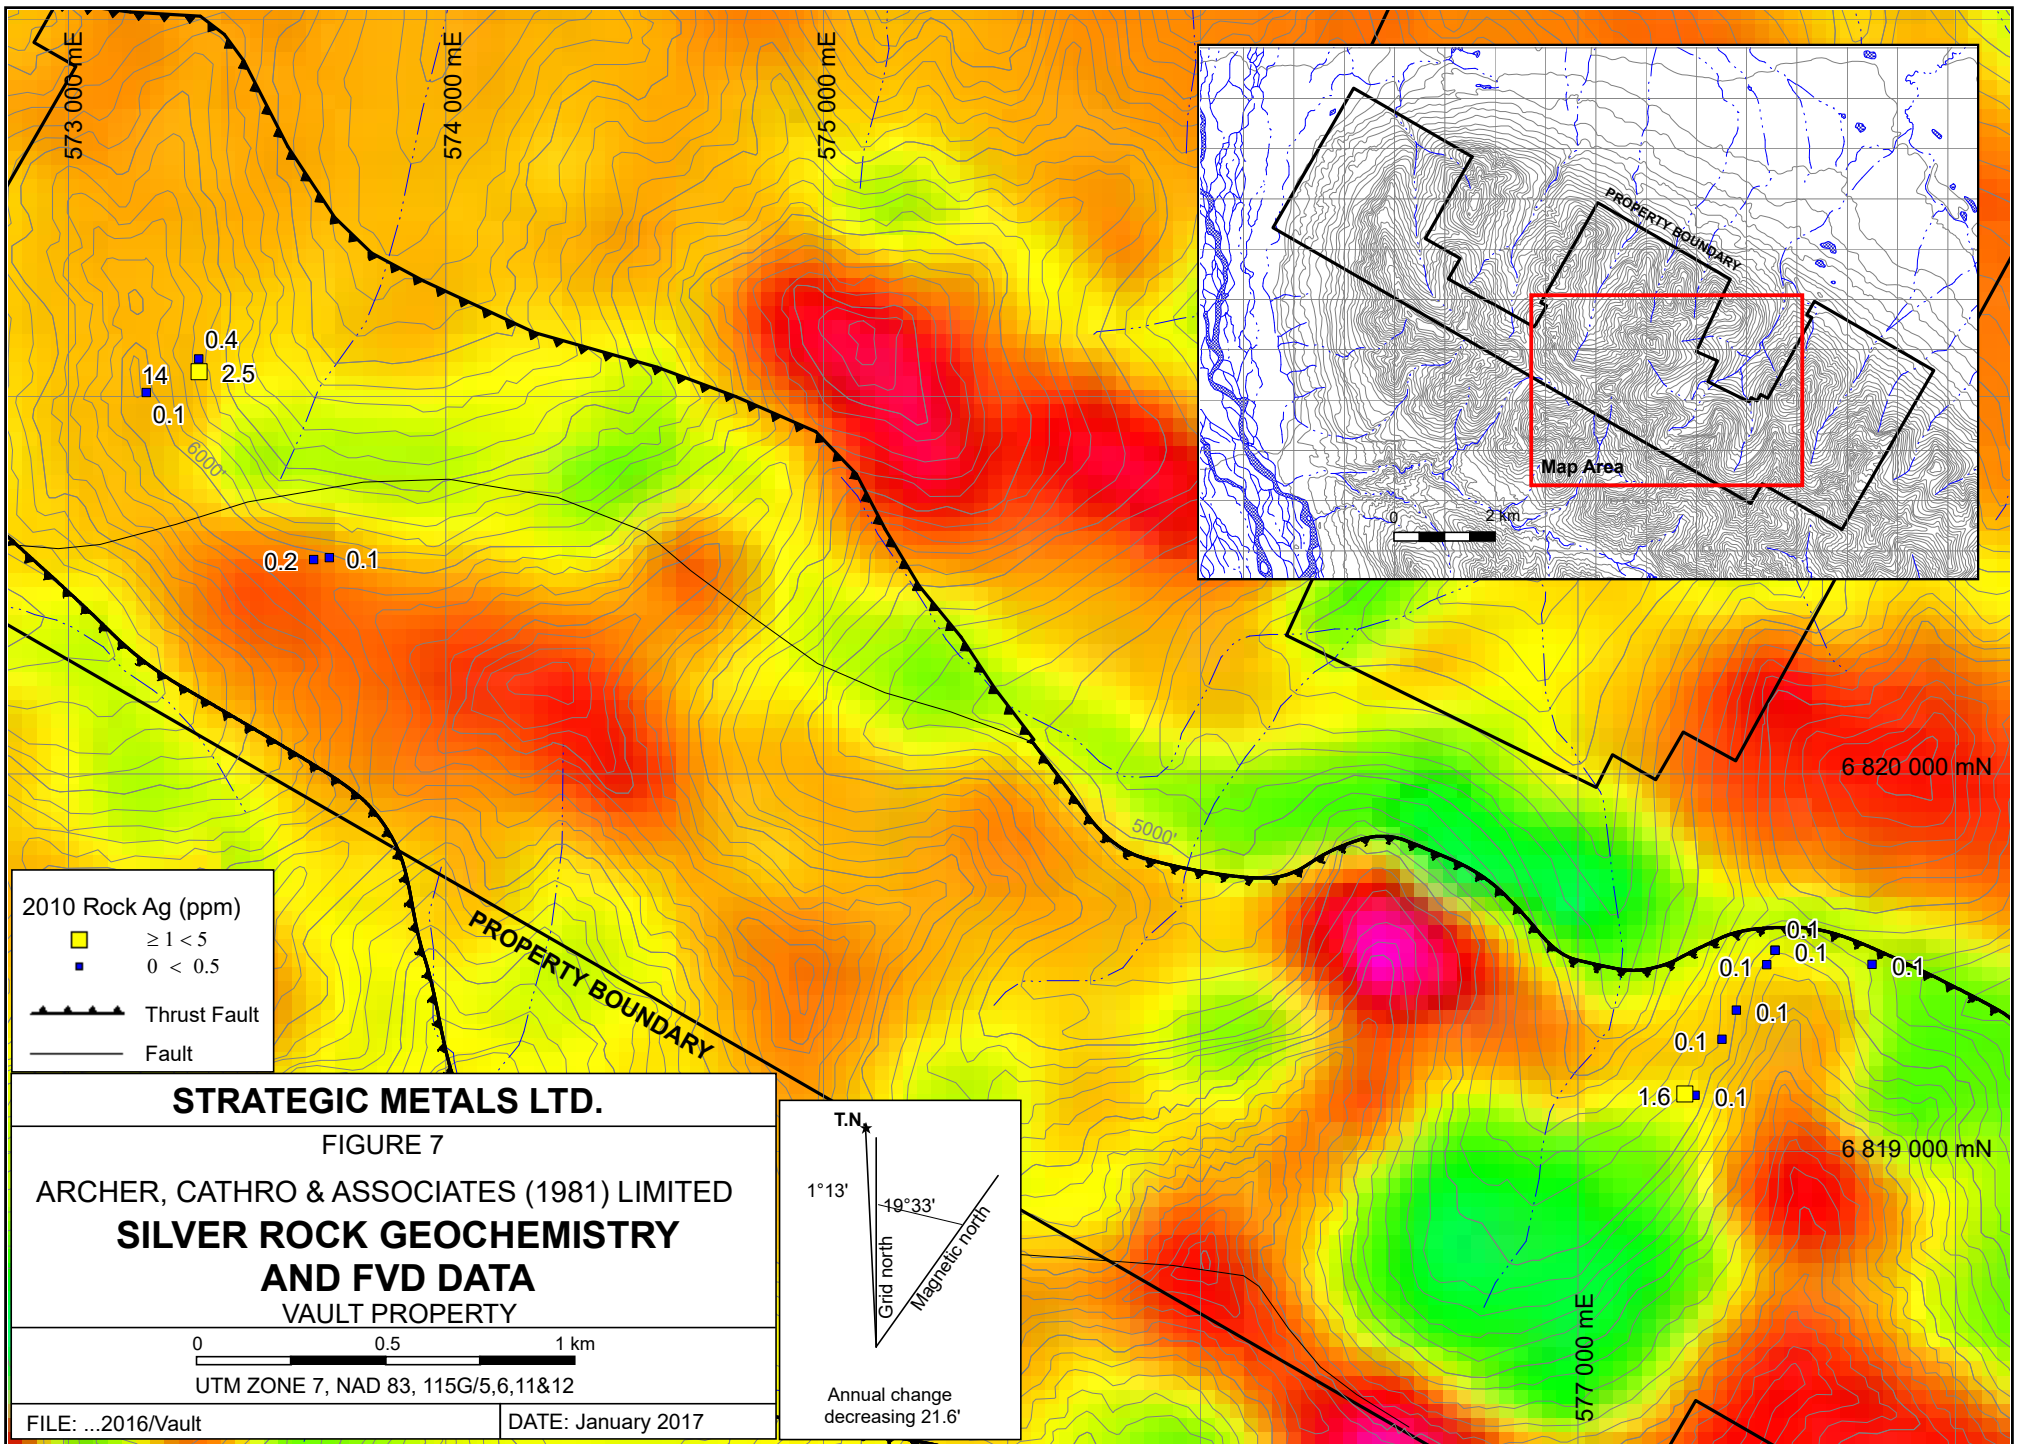 573 000 mE
574 000 mE
575 000 mE
PROPERTY BOUNDARY
Map Area
0 2 km
0.4
2.5
14
0.1
6000'
0.2 0.1
6 820 000 mN
5000'
PROPERTY BOUNDARY
0.1
0.1
0.1
0.1
0.1
0.1
1.6 0.1
6 819 000 mN
577 000 mE
2010 Rock Ag (ppm)
≥ 1 < 5
0 < 0.5
Thrust Fault
Fault
STRATEGIC METALS LTD.
FIGURE 7
ARCHER, CATHRO & ASSOCIATES (1981) LIMITED
SILVER ROCK GEOCHEMISTRY
AND FVD DATA
VAULT PROPERTY
0 0.5 1 km
UTM ZONE 7, NAD 83, 115G/5,6,11&12
FILE: ...2016/Vault
DATE: January 2017
T.N.
1°13'
19°33'
Grid north
Magnetic north
Annual change
decreasing 21.6'